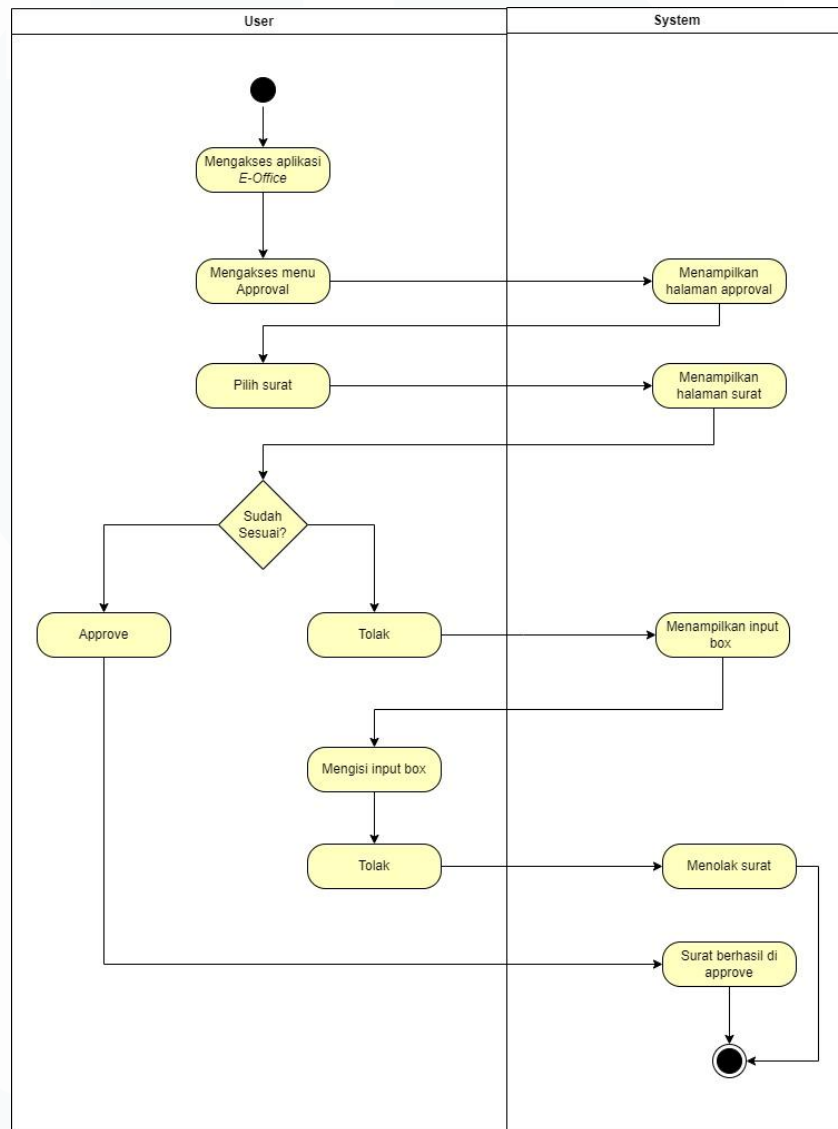 User
System
Mengakses aplikasi
E-Office
Mengakses menu
Approval
Menampilkan
halaman approval
Pilih surat
Menampilkan
halaman surat
Sudah
Sesuai?
Approve
Tolak
Menampilkan input
box
Mengisi input box
Tolak
Menolak surat
Surat berhasil di
approve